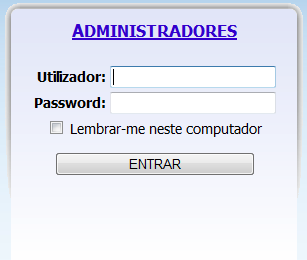 ADMINISTRADORES
Utilizador:
Password:
Lembrar-me neste computador
ENTRAR